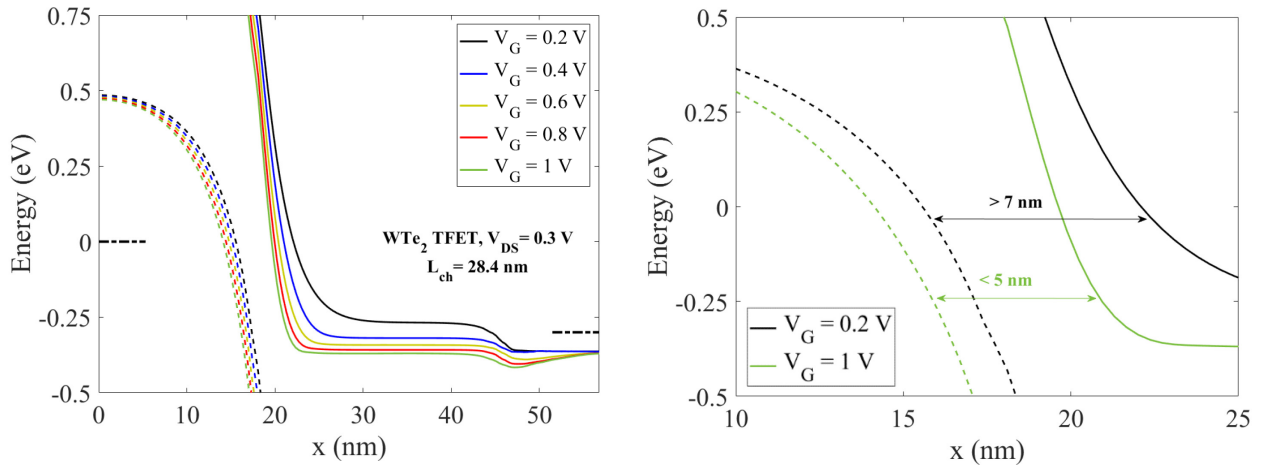 0.75
0.5
0.25
0
-0.25
-0.5
Energy (eV)
0
10
20
30
40
50
x (nm)
V_G = 0.2 V
V_G = 0.4 V
V_G = 0.6 V
V_G = 0.8 V
V_G = 1 V
WTe_2 TFET, V_DS= 0.3 V
L_ch= 28.4 nm
0.5
0.25
0
-0.25
-0.5
Energy (eV)
10
15
20
25
x (nm)
> 7 nm
< 5 nm
V_G = 0.2 V
V_G = 1 V